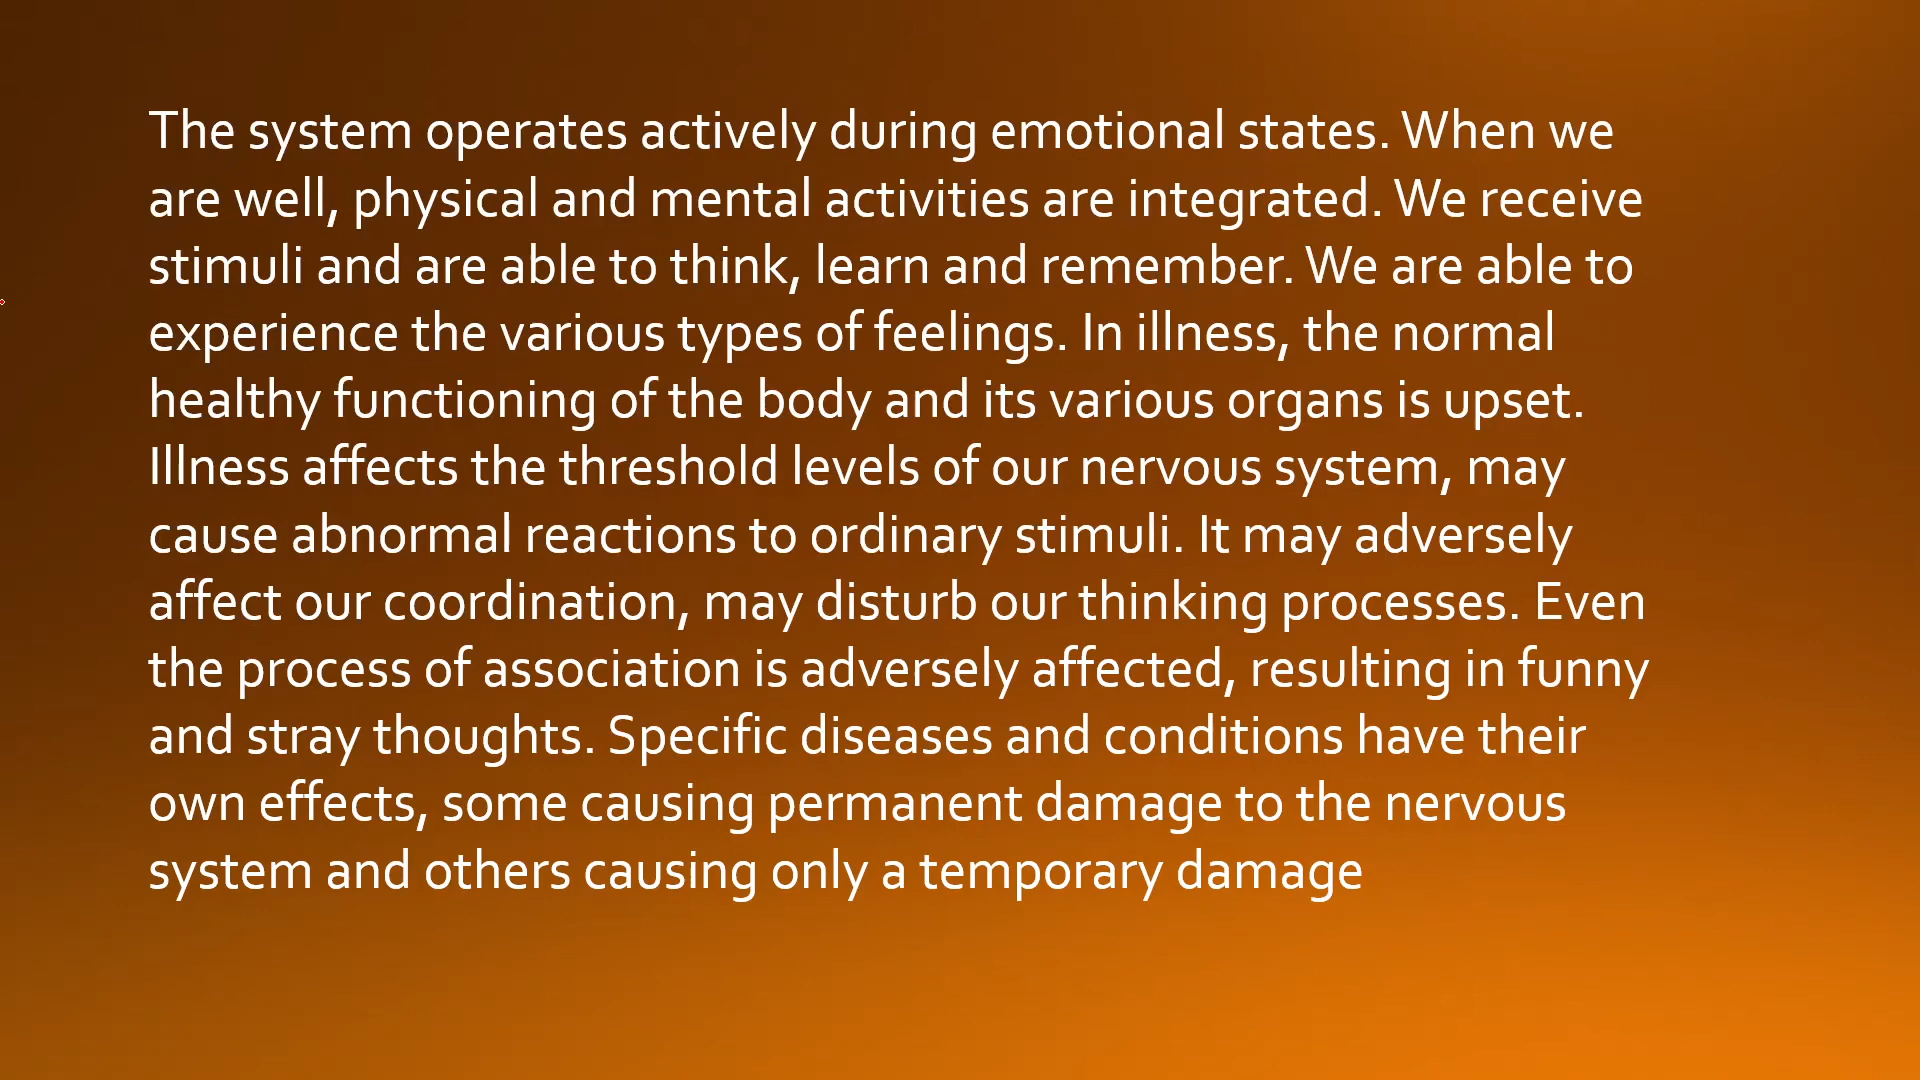 The system operates actively during emotional states. When we
are well, physical and mental activities are integrated. We receive
stimuli and are able to think, learn and remember. We are able to
experience the various types of feelings. In illness, the normal
healthy functioning of the body and its various organs is upset.
Illness affects the threshold levels of our nervous system, may
cause abnormal reactions to ordinary stimuli. It may adversely
affect our coordination, may disturb our thinking processes. Even
the process of association is adversely affected, resulting in funny
and stray thoughts. Specific diseases and conditions have their
own effects, some causing permanent damage to the nervous
system and others causing only a temporary damage